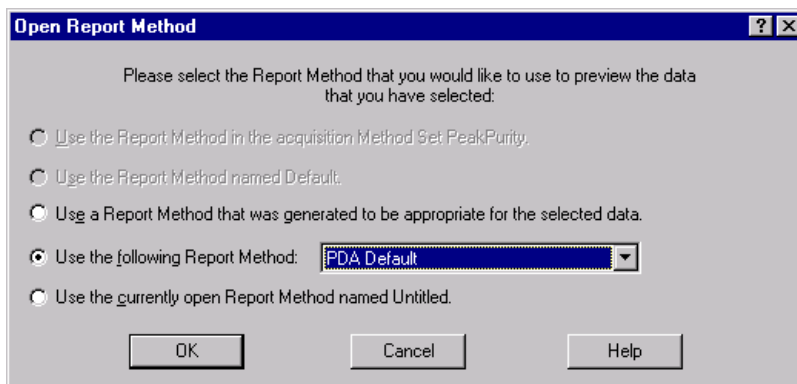 Open Report Method
Please select the Report Method that you would like to use to preview the data
that you have selected:
Use the Report Method in the acquisition Method Set PeakPurity.
Use the Report Method named Default.
Use a Report Method that was generated to be appropriate for the selected data.
Use the following Report Method: PDA Default
Use the currently open Report Method named Untitled.
OK Cancel Help